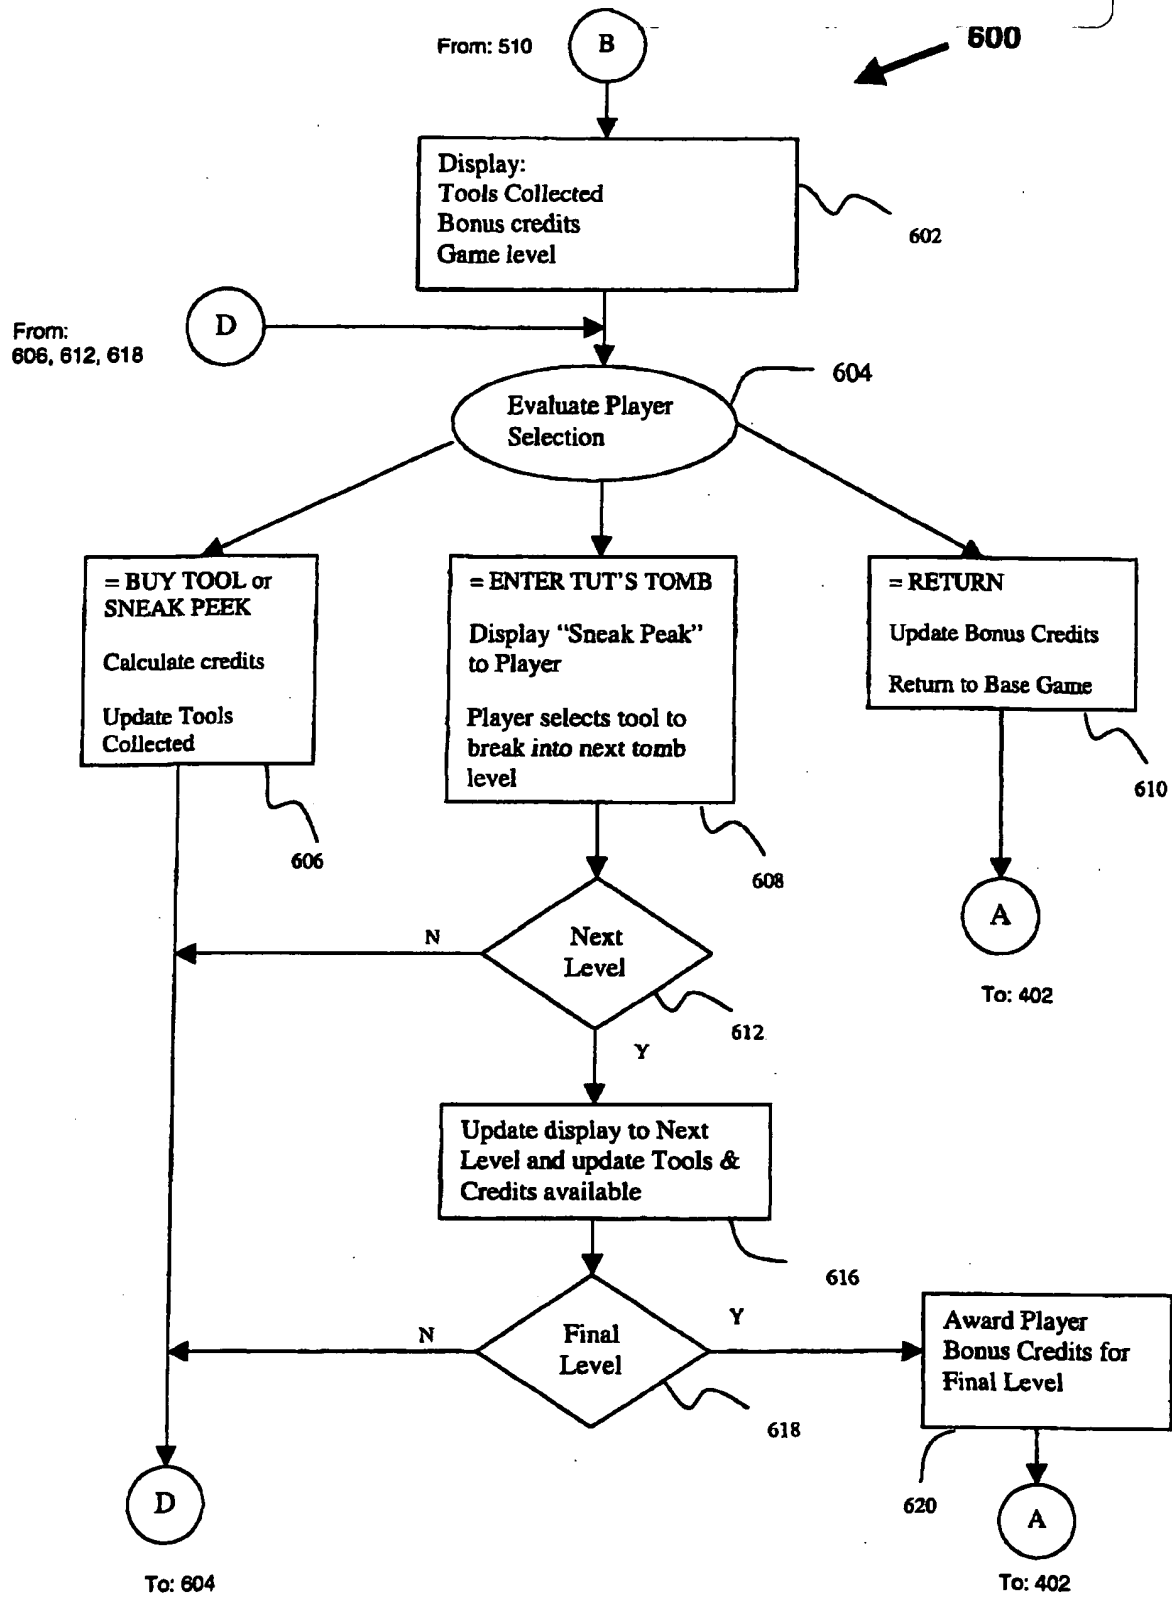 From: 510
B
600
Display:
Tools Collected
Bonus credits
Game level
602
D
From:
606, 612, 618
604
Evaluate Player
Selection
= BUY TOOL or
SNEAK PEEK
Calculate credits
Update Tools
Collected
606
= ENTER TUT'S TOMB
Display "Sneak Peak"
to Player
Player selects tool to
break into next tomb
level
608
= RETURN
Update Bonus Credits
Return to Base Game
610
A
To: 402
N
Next
Level
612
Y
Update display to Next
Level and update Tools &
Credits available
616
N
Final
Level
Y
618
Award Player
Bonus Credits for
Final Level
620
D
To: 604
A
To: 402